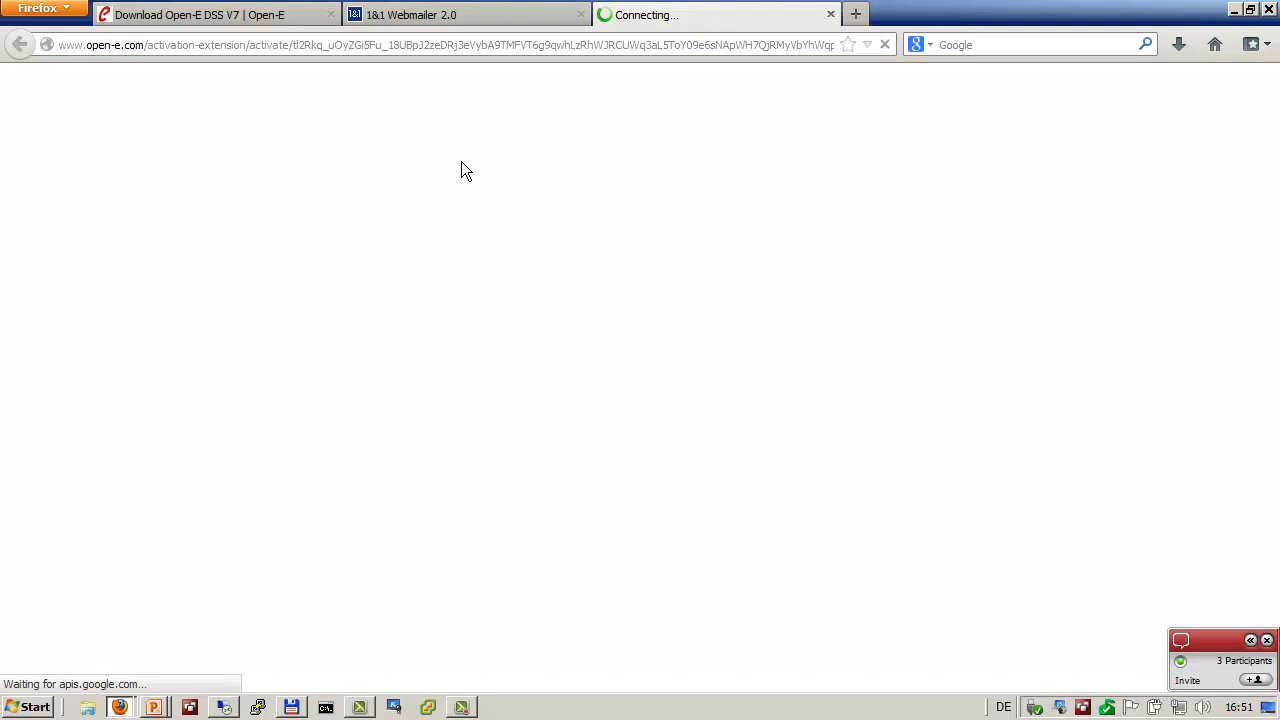 Firefox
Download Open-E DSS V7 | Open-E
1&1 Webmailer 2.0
Connecting...
Google
3 Participants
Invite
Waiting for apis.google.com...
Start
DE
16:51